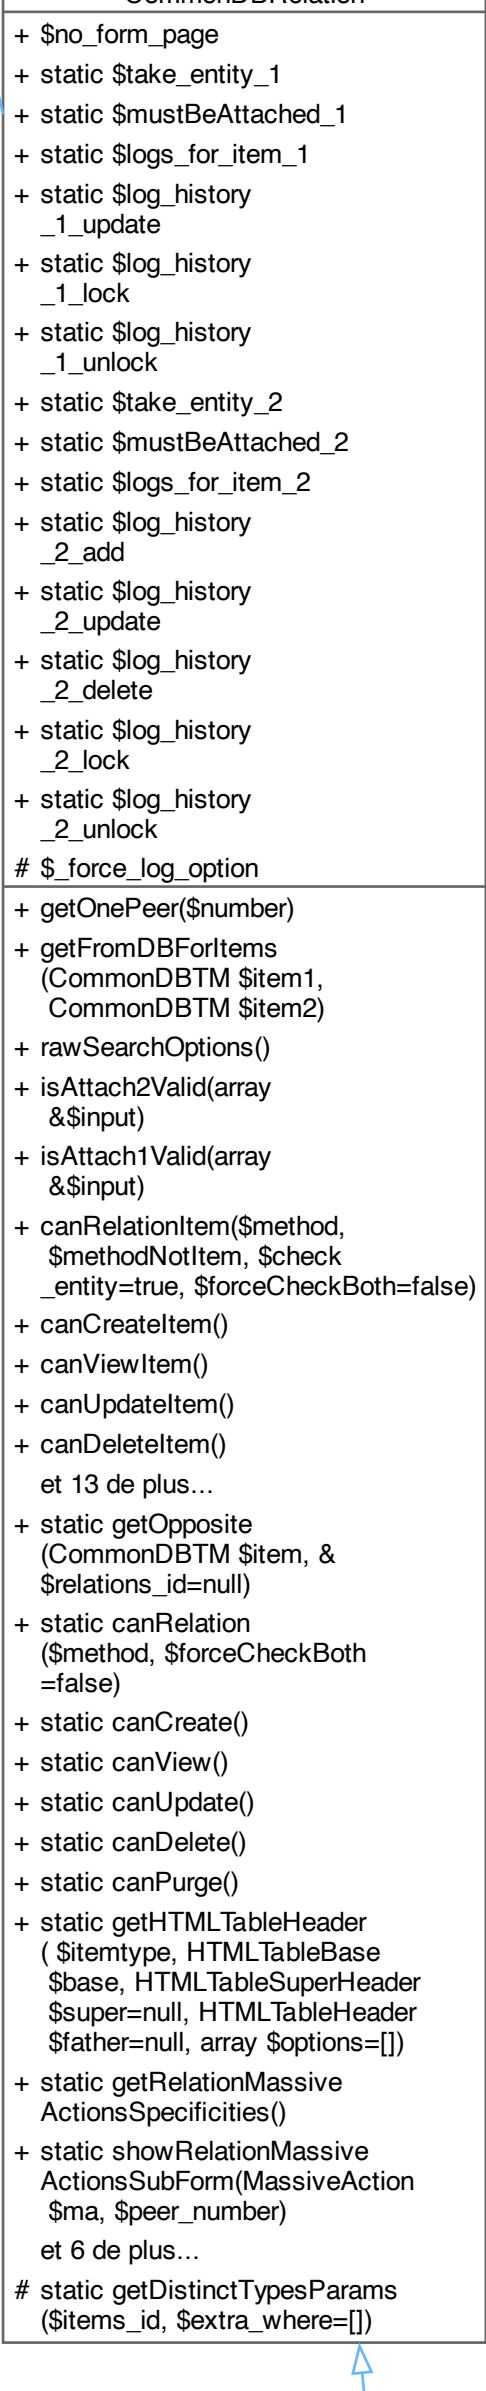 CommonDBRelation
+ $no_form_page
+ static $take_entity_1
+ static $mustBeAttached_1
+ static $logs_for_item_1
+ static $log_history
_1_update
+ static $log_history
_1_lock
+ static $log_history
_1_unlock
+ static $take_entity_2
+ static $mustBeAttached_2
+ static $logs_for_item_2
+ static $log_history
_2_add
+ static $log_history
_2_update
+ static $log_history
_2_delete
+ static $log_history
_2_lock
+ static $log_history
_2_unlock
# $_force_log_option
+ getOnePeer($number)
+ getFromDBForItems
(CommonDBTM $item1,
CommonDBTM $item2)
+ rawSearchOptions()
+ isAttach2Valid(array
&$input)
+ isAttach1Valid(array
&$input)
+ canRelationItem($method,
$methodNotItem, $check
_entity=true, $forceCheckBoth=false)
+ canCreateItem()
+ canViewItem()
+ canUpdateItem()
+ canDeleteItem()
et 13 de plus...
+ static getOpposite
(CommonDBTM $item, &
$relations_id=null)
+ static canRelation
($method, $forceCheckBoth
=false)
+ static canCreate()
+ static canView()
+ static canUpdate()
+ static canDelete()
+ static canPurge()
+ static getHTMLTableHeader
( $itemtype, HTMLTableBase
$base, HTMLTableSuperHeader
$super=null, HTMLTableHeader
$father=null, array $options=[])
+ static getRelationMassive
ActionsSpecificities()
+ static showRelationMassive
ActionsSubForm(MassiveAction
$ma, $peer_number)
et 6 de plus...
# static getDistinctTypesParams
($items_id, $extra_where=[])